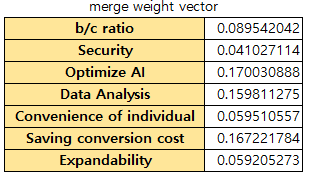 merge weight vector
b/c ratio 0.089542042
Security 0.041027114
Optimize AI 0.170030888
Data Analysis 0.159811275
Convenience of individual 0.059510557
Saving conversion cost 0.167221784
Expandability 0.059205273